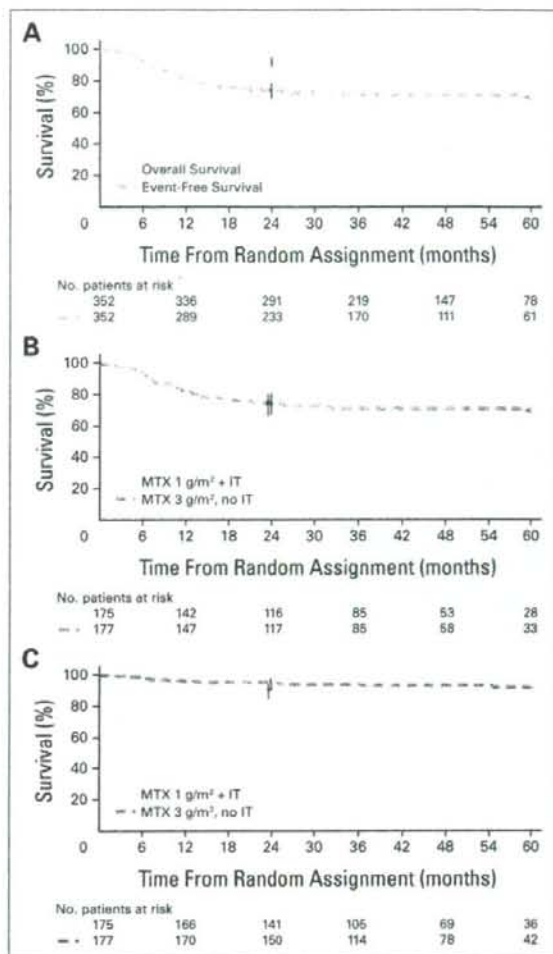 A
Survival (%)
100
80
60
40
20
Overall Survival
Event-Free Survival
0 6 12 18 24 30 36 42 48 54 60
Time From Random Assignment (months)
No. patients at risk
352 336 291 219 147 78
352 289 233 170 111 61
B
Survival (%)
100
80
60
40
20
MTX 1 g/m² + IT
MTX 3 g/m², no IT
0 6 12 18 24 30 36 42 48 54 60
Time From Random Assignment (months)
No. patients at risk
175 142 116 85 53 28
177 147 117 85 58 33
C
Survival (%)
100
80
60
40
20
MTX 1 g/m² + IT
MTX 3 g/m², no IT
0 6 12 18 24 30 36 42 48 54 60
Time From Random Assignment (months)
No. patients at risk
175 166 141 105 69 36
177 170 150 114 78 42